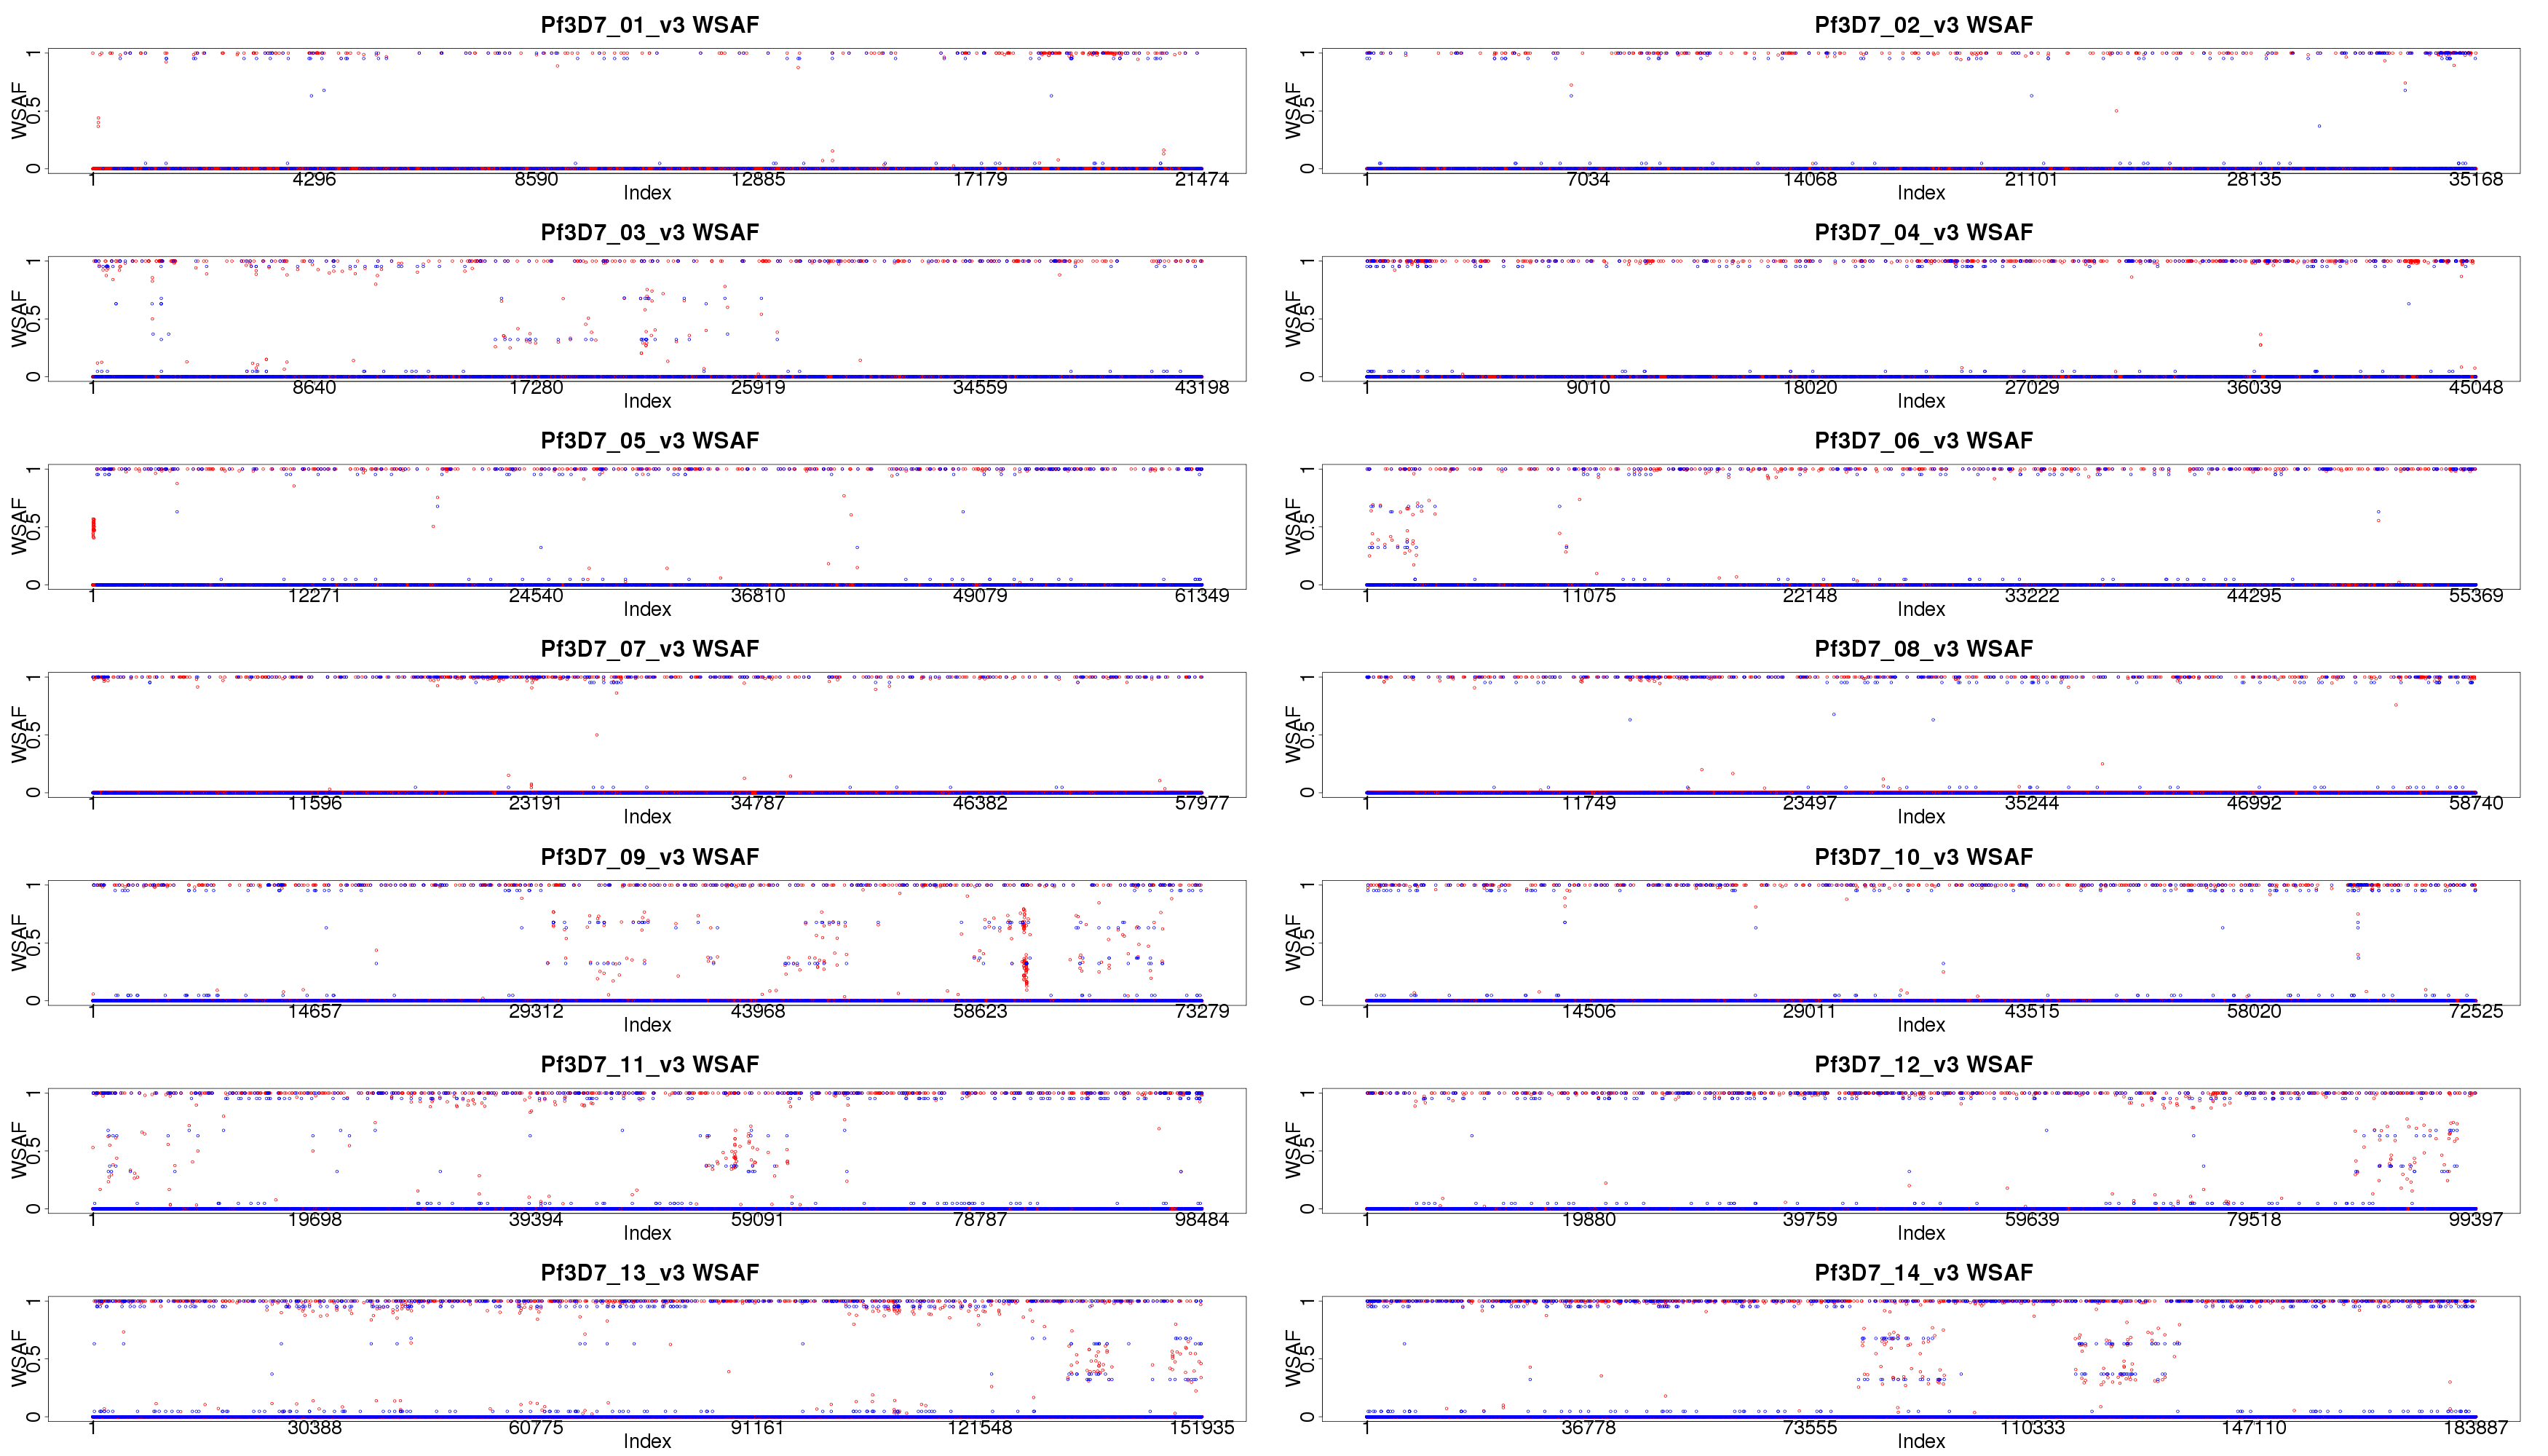 Pf3D7_01_v3 WSAF
WSAF
0 0.5 1
1 4296 8590 12885 17179 21474
Index
Pf3D7_02_v3 WSAF
WSAF
0 0.5 1
1 7034 14068 21101 28135 35168
Index
Pf3D7_03_v3 WSAF
WSAF
0 0.5 1
1 8640 17280 25919 34559 43198
Index
Pf3D7_04_v3 WSAF
WSAF
0 0.5 1
1 9010 18020 27029 36039 45048
Index
Pf3D7_05_v3 WSAF
WSAF
0 0.5 1
1 12271 24540 36810 49079 61349
Index
Pf3D7_06_v3 WSAF
WSAF
0 0.5 1
1 11075 22148 33222 44295 55369
Index
Pf3D7_07_v3 WSAF
WSAF
0 0.5 1
1 11596 23191 34787 46382 57977
Index
Pf3D7_08_v3 WSAF
WSAF
0 0.5 1
1 11749 23497 35244 46992 58740
Index
Pf3D7_09_v3 WSAF
WSAF
0 0.5 1
1 14657 29312 43968 58623 73279
Index
Pf3D7_10_v3 WSAF
WSAF
0 0.5 1
1 14506 29011 43515 58020 72525
Index
Pf3D7_11_v3 WSAF
WSAF
0 0.5 1
1 19698 39394 59091 78787 98484
Index
Pf3D7_12_v3 WSAF
WSAF
0 0.5 1
1 19880 39759 59639 79518 99397
Index
Pf3D7_13_v3 WSAF
WSAF
0 0.5 1
1 30388 60775 91161 121548 151935
Index
Pf3D7_14_v3 WSAF
WSAF
0 0.5 1
1 36778 73555 110333 147110 183887
Index